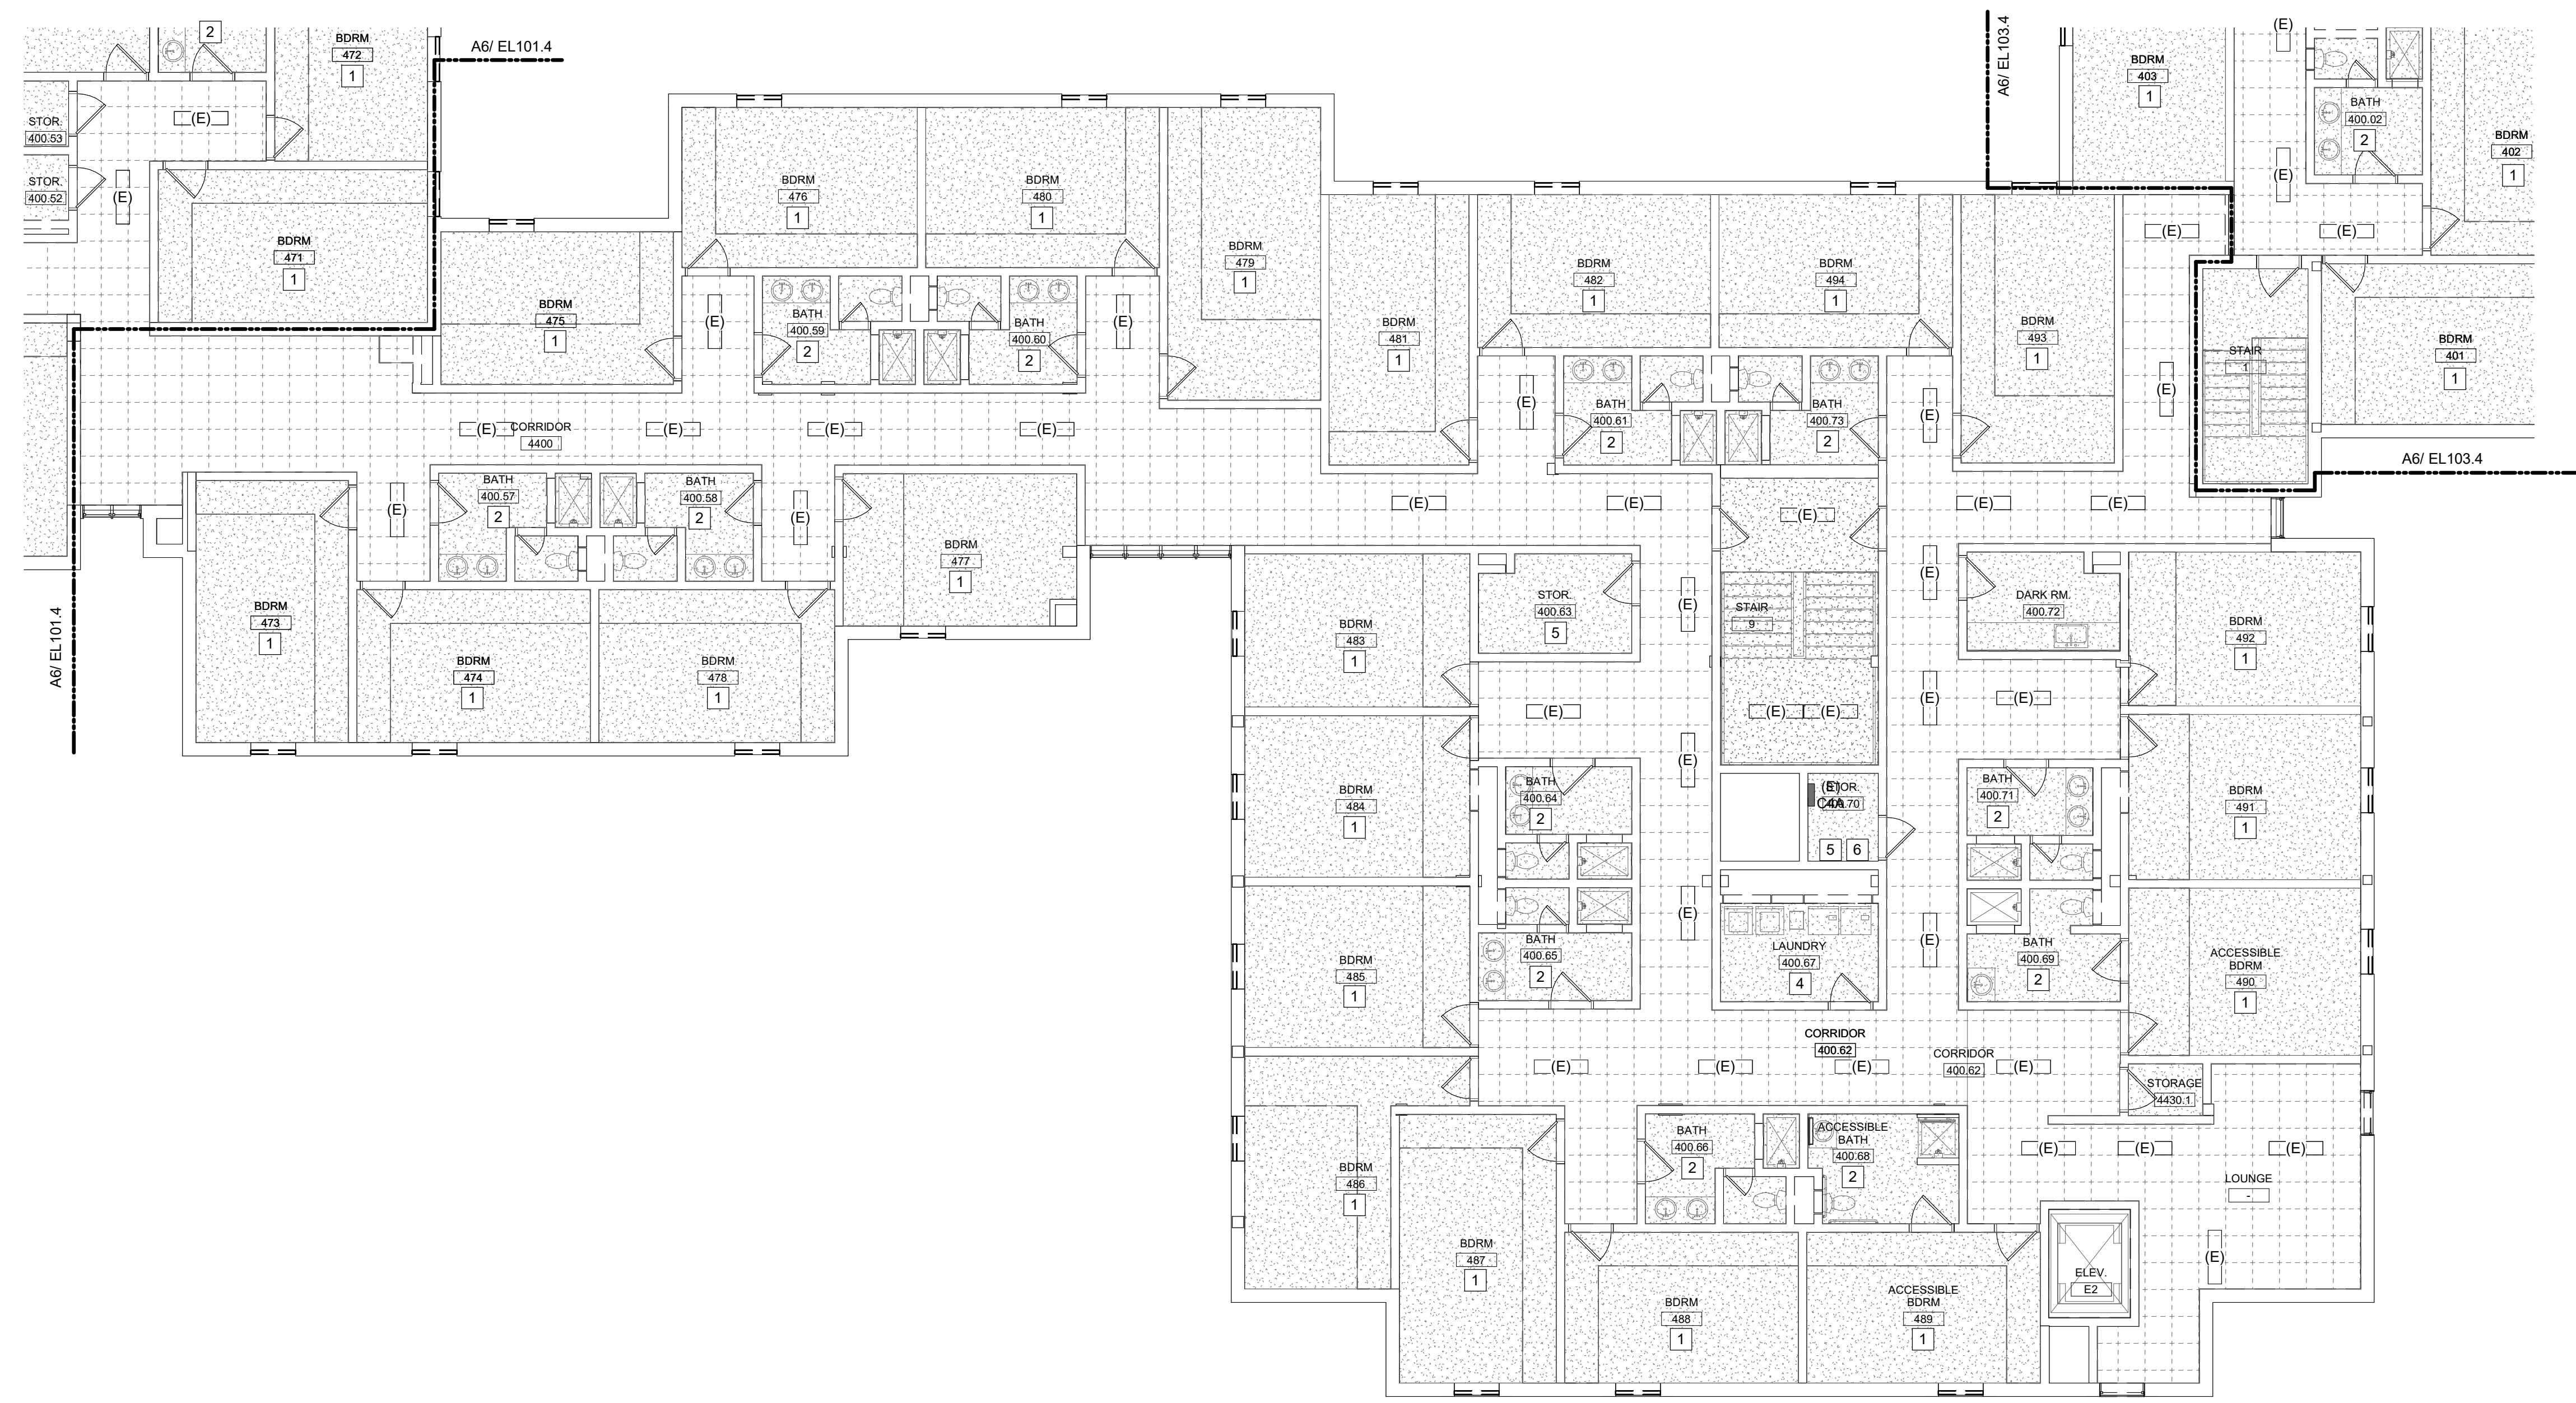 2
BDRM
472
1
A6/ EL101.4
A6/ EL103.4
(E)
BDRM
403
1
BATH
400.02
2
BDRM
402
1
STOR.
400.53
(E)
STOR.
400.52
(E)
BDRM
471
1
BDRM
475
1
BDRM
476
1
BDRM
480
1
BDRM
479
1
(E)
BATH
400.59
2
BATH
400.60
2
(E)
BDRM
481
1
BDRM
482
1
BDRM
494
1
BDRM
493
1
(E)
(E)
(E)
(E)
STAIR
1
BDRM
401
1
A6/ EL103.4
(E)
BATH
400.61
2
BATH
400.73
2
(E)
(E)
CORRIDOR
4400
(E)
(E)
(E)
(E)
BATH
400.57
2
BATH
400.58
2
(E)
BDRM
477
1
A6/ EL101.4
BDRM
473
1
BDRM
474
1
BDRM
478
1
(E)
(E)
(E)
(E)
(E)
BDRM
483
1
STOR.
400.63
5
(E)
STAIR
9
(E)
DARK RM.
400.72
BDRM
492
1
(E)
(E)
(E)
(E)
(E)
BDRM
484
1
BATH
400.64
2
(E)
(E)
C4A
STOR.
400.70
5
6
BATH
400.71
2
BDRM
491
1
BDRM
485
1
BATH
400.65
2
(E)
LAUNDRY
400.67
4
(E)
BATH
400.69
2
ACCESSIBLE
BDRM
490
1
CORRIDOR
400.62
CORRIDOR
400.62
(E)
(E)
(E)
(E)
STORAGE
4430.1
BDRM
486
1
BATH
400.66
2
ACCESSIBLE
BATH
400.68
2
(E)
(E)
(E)
LOUNGE
-
BDRM
487
1
BDRM
488
1
ACCESSIBLE
BDRM
489
1
ELEV.
E2
(E)